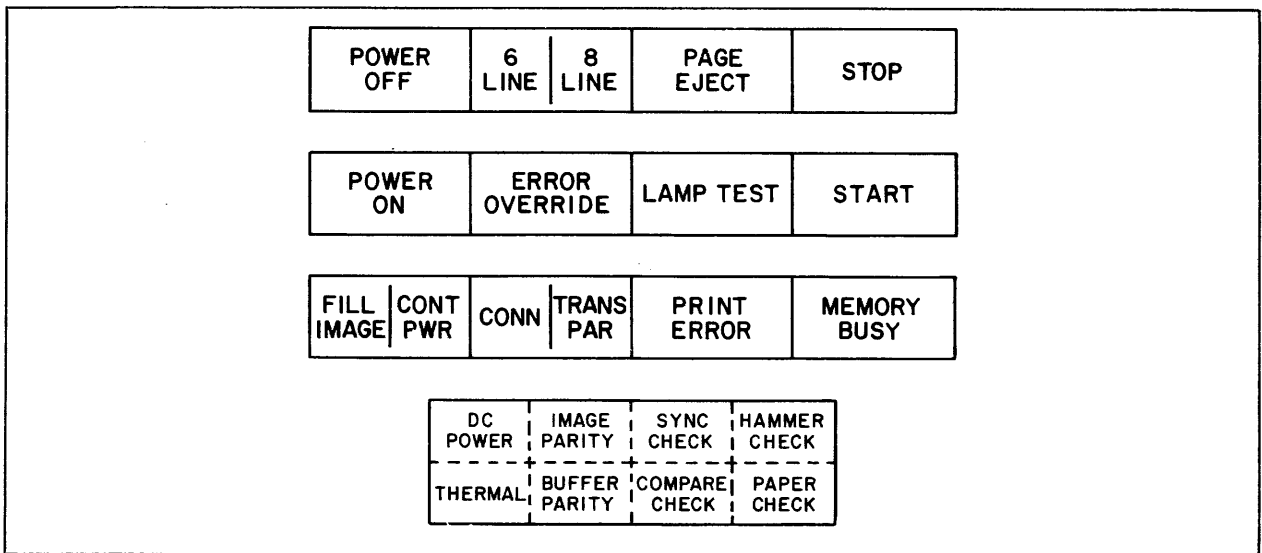 POWER OFF
6 LINE
8 LINE
PAGE EJECT
STOP
POWER ON
ERROR OVERRIDE
LAMP TEST
START
FILL IMAGE
CONT PWR
CONN
TRANS PAR
PRINT ERROR
MEMORY BUSY
DC POWER
IMAGE PARITY
SYNC CHECK
HAMMER CHECK
THERMAL
BUFFER PARITY
COMPARE CHECK
PAPER CHECK